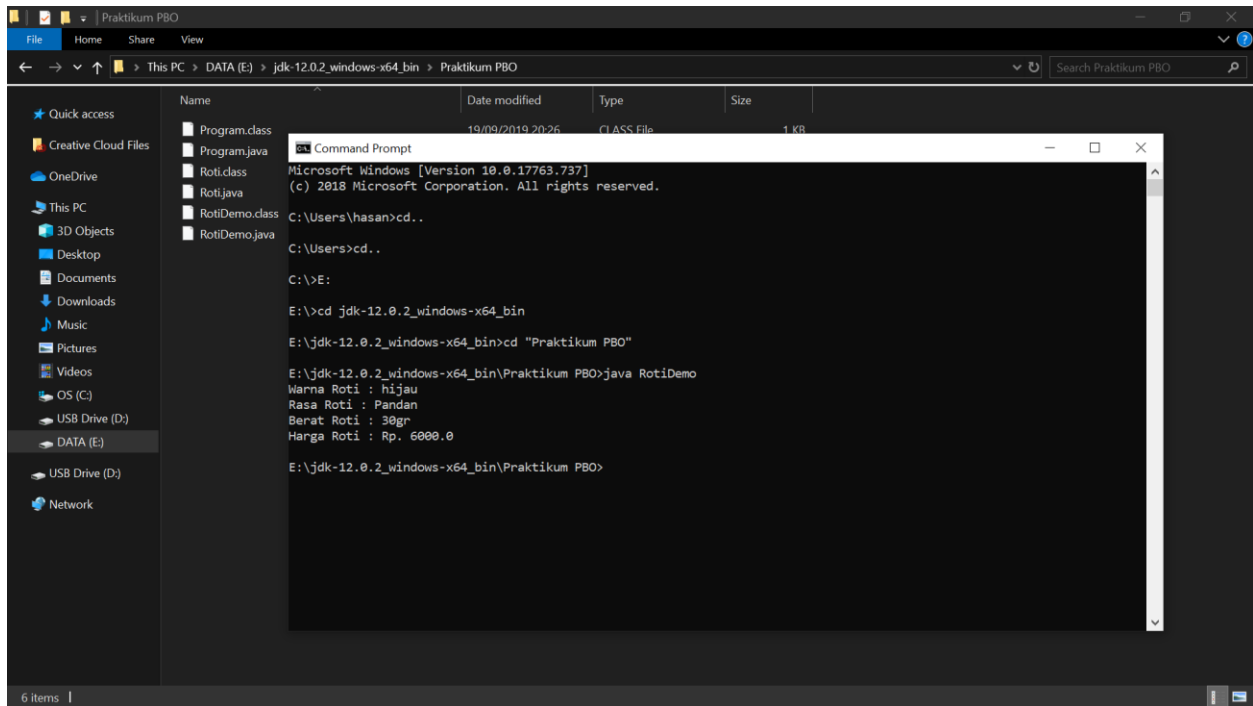 Praktikum PBO
File Home Share View
This PC > DATA (E:) > jdk-12.0.2_windows-x64_bin > Praktikum PBO
Search Praktikum PBO
Name Date modified Type Size
Quick access
Creative Cloud Files
OneDrive
This PC
3D Objects
Desktop
Documents
Downloads
Music
Pictures
Videos
OS (C:)
USB Drive (D:)
DATA (E:)
USB Drive (D:)
Network
Program.class 19/09/2019 20:26 CLASS File 1 KB
Program.java
Roti.class
Roti.java
RotiDemo.class
RotiDemo.java
Command Prompt
Microsoft Windows [Version 10.0.17763.737]
(c) 2018 Microsoft Corporation. All rights reserved.
C:\Users\hasan>cd..
C:\Users>cd..
C:\>E:
E:\>cd jdk-12.0.2_windows-x64_bin
E:\jdk-12.0.2_windows-x64_bin>cd "Praktikum PBO"
E:\jdk-12.0.2_windows-x64_bin\Praktikum PBO>java RotiDemo
Warna Roti : hijau
Rasa Roti : Pandan
Berat Roti : 30gr
Harga Roti : Rp. 6000.0
E:\jdk-12.0.2_windows-x64_bin\Praktikum PBO>
6 items